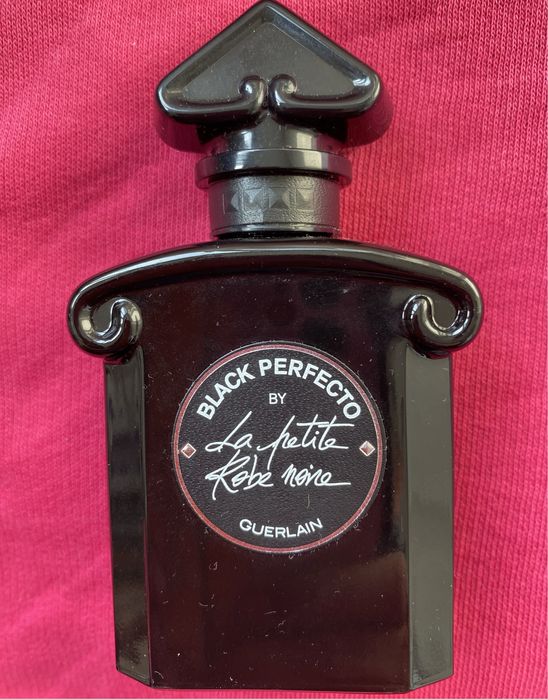 BLACK PERFECTO
BY
La petite
Robe noire
GUERLAIN